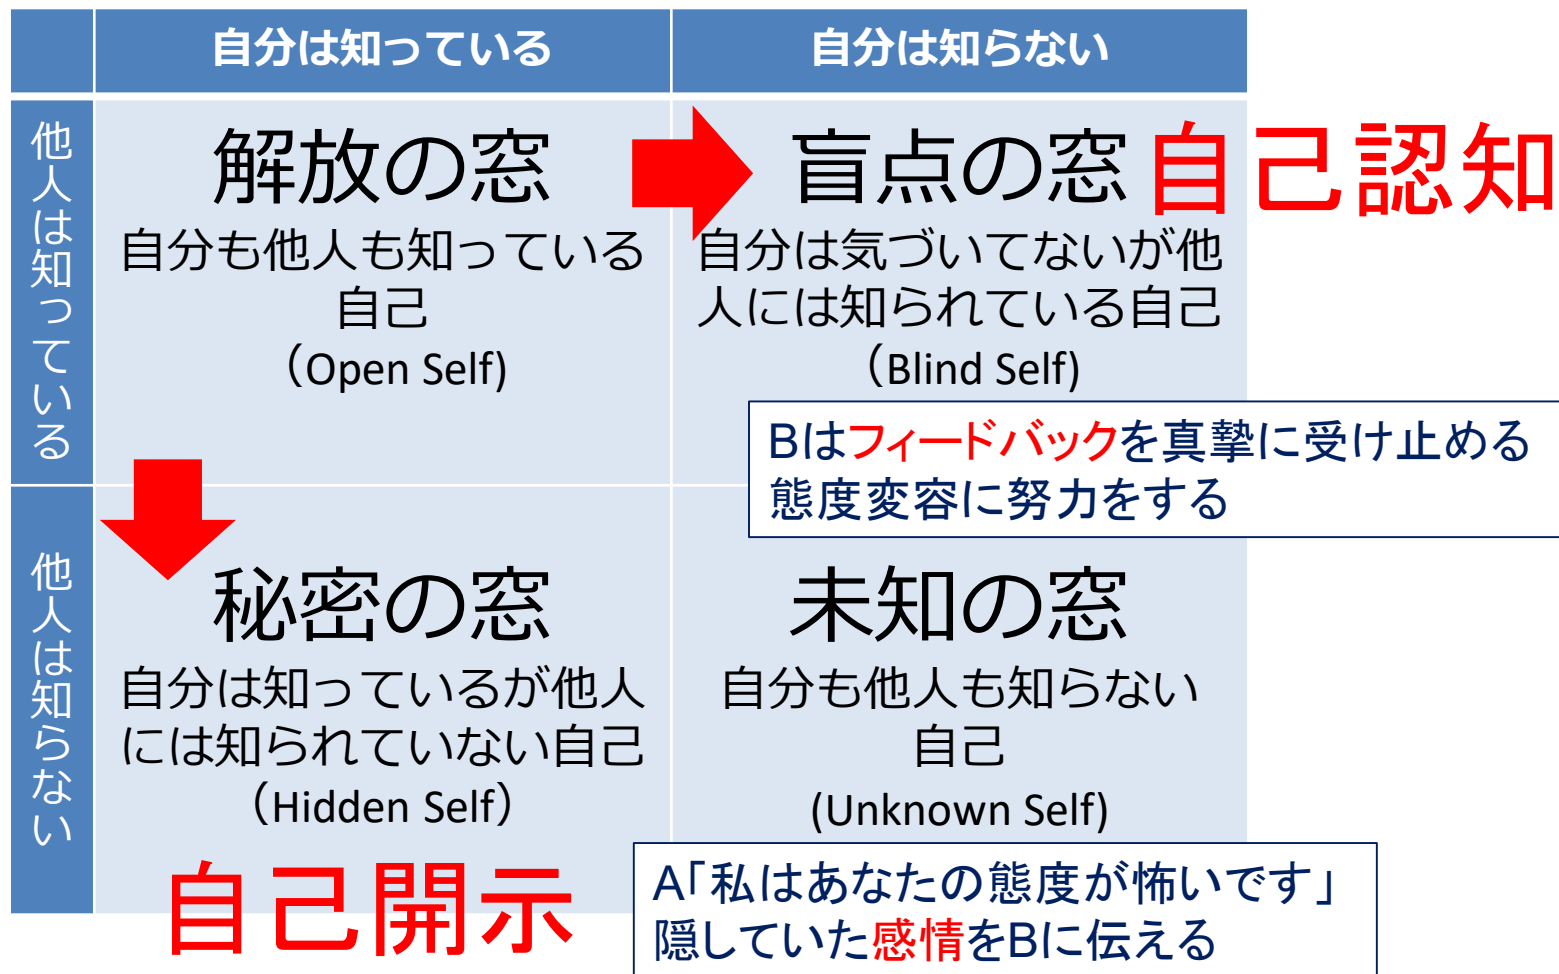 自分は知っている
自分は知らない
他人は知っている
解放の窓
自分も他人も知っている
自己
（Open Self)
盲点の窓
自分は気づいてないが他
人には知られている自己
（Blind Self)
自己認知
Bはフィードバックを真摯に受け止める
態度変容に努力をする
他人は知らない
秘密の窓
自分は知っているが他人
には知られていない自己
（Hidden Self）
自己開示
未知の窓
自分も他人も知らない
自己
(Unknown Self)
A「私はあなたの態度が怖いです」
隠していた感情をBに伝える